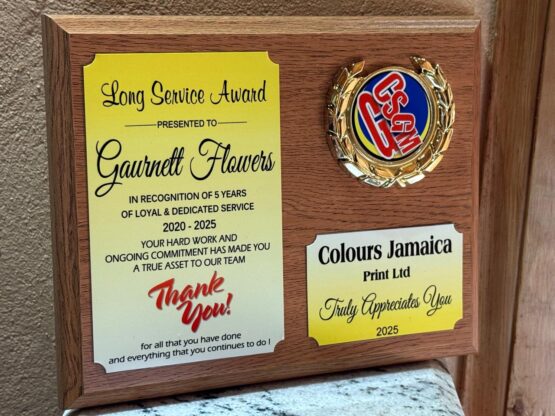 Long Service Award
PRESENTED TO
Gaurnett Flowers
IN RECOGNITION OF 5 YEARS
OF LOYAL & DEDICATED SERVICE
2020 - 2025
YOUR HARD WORK AND
ONGOING COMMITMENT HAS MADE YOU
A TRUE ASSET TO OUR TEAM
Thank
You!
for all that you have done
and everything that you continues to do !
CSGM
Colours Jamaica
Print Ltd
Truly Appreciates You
2025